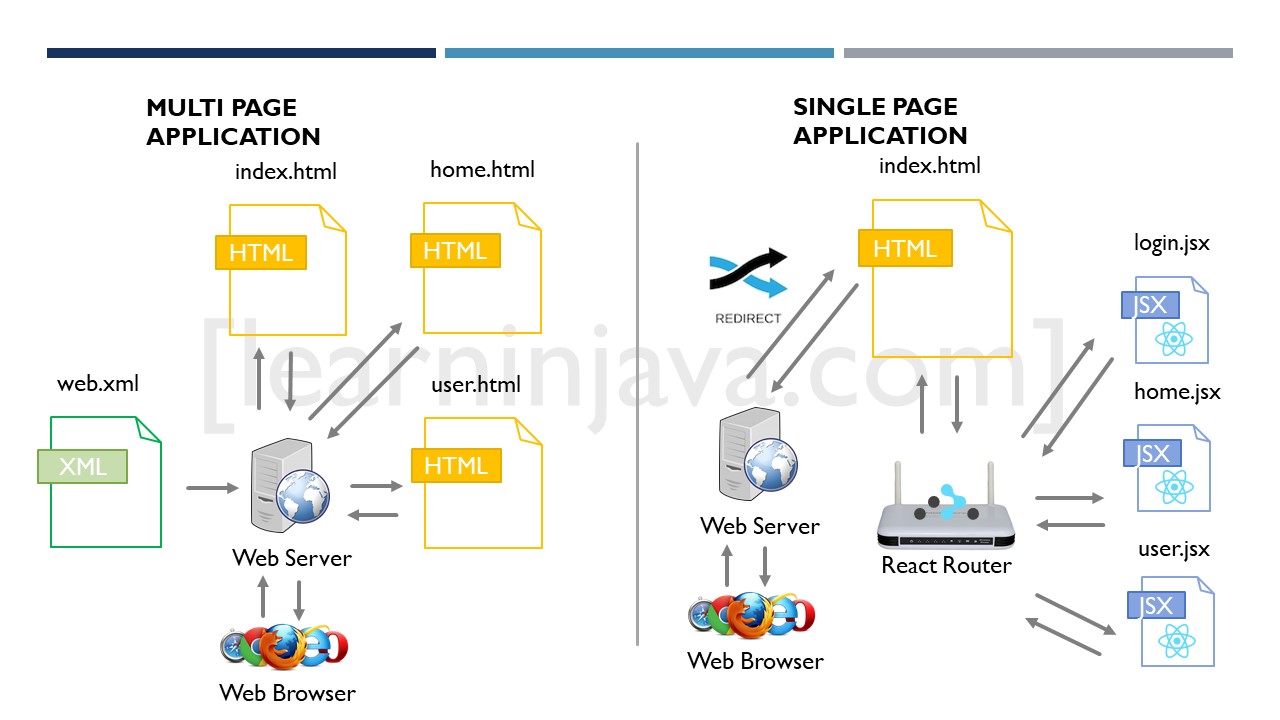 MULTI PAGE
APPLICATION
index.html
home.html
HTML
HTML
web.xml
user.html
XML
HTML
Web Server
Web Browser
SINGLE PAGE
APPLICATION
index.html
HTML
REDIRECT
login.jsx
JSX
home.jsx
JSX
Web Server
React Router
user.jsx
JSX
Web Browser
[learninjava.com]